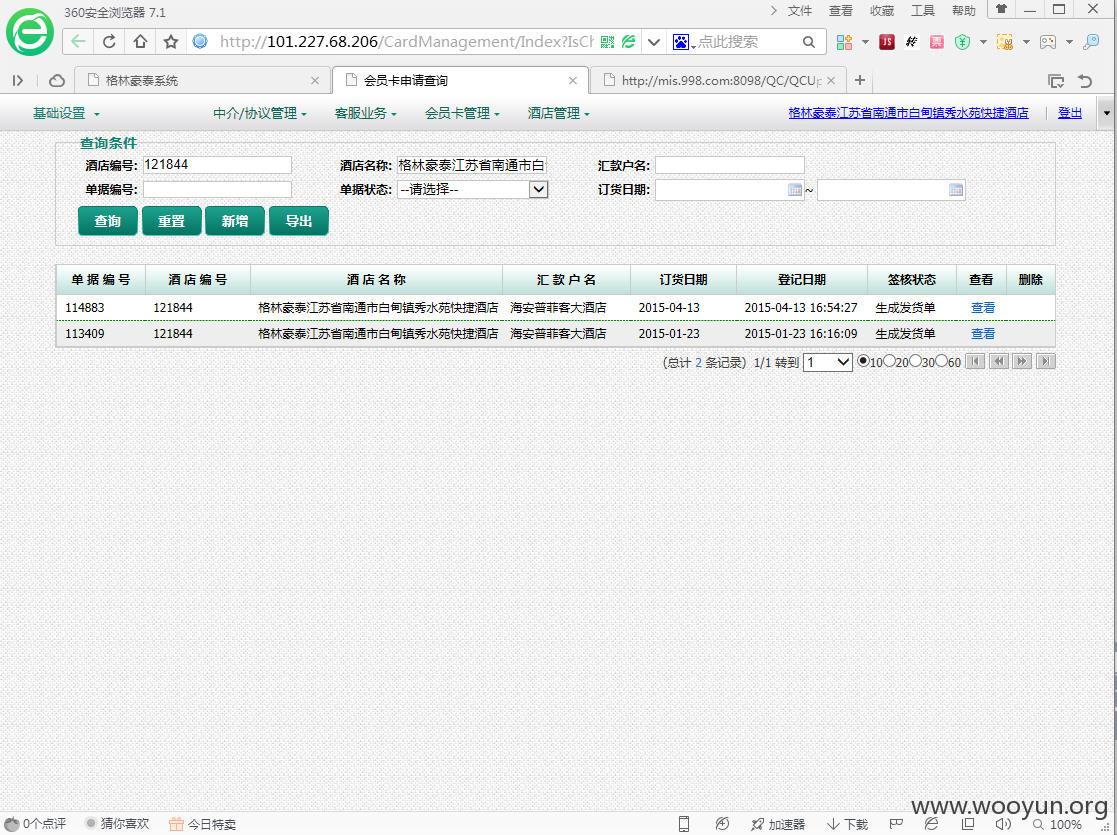 360安全浏览器 7.1
文件 查看 收藏 工具 帮助
http://101.227.68.206/CardManagement/Index?IsCh
点此搜索
格林豪泰系统
会员卡申请查询
http://mis.998.com:8098/QC/QCUp
基础设置 中介/协议管理 客服业务 会员卡管理 酒店管理 格林豪泰江苏省南通市白甸镇秀水苑快捷酒店 登出
查询条件
酒店编号: 121844 酒店名称: 格林豪泰江苏省南通市白 汇款户名:
单据编号: 单据状态: --请选择-- 订货日期: ~
查询 重置 新增 导出
单据编号 酒店编号 酒店名称 汇款户名 订货日期 登记日期 签核状态 查看 删除
114883 121844 格林豪泰江苏省南通市白甸镇秀水苑快捷酒店 海安普菲客大酒店 2015-04-13 2015-04-13 16:54:27 生成发货单 查看
113409 121844 格林豪泰江苏省南通市白甸镇秀水苑快捷酒店 海安普菲客大酒店 2015-01-23 2015-01-23 16:16:09 生成发货单 查看
(总计 2 条记录) 1/1 转到 1 10 20 30 60
www.wooyun.org
0个点评 猜你喜欢 今日特卖 加速器 下载 100%